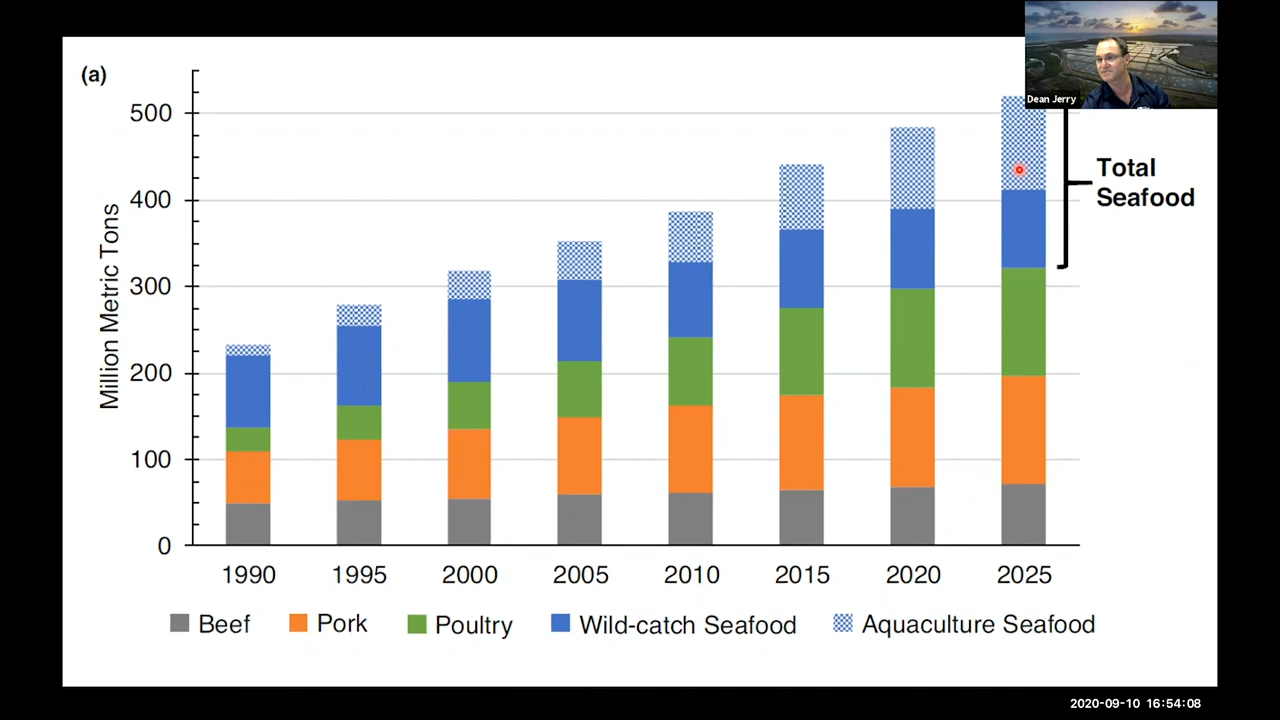 (a)
Dean Jerry
500
400
300
200
100
0
Million Metric Tons
Total
Seafood
1990 1995 2000 2005 2010 2015 2020 2025
Beef Pork Poultry Wild-catch Seafood Aquaculture Seafood
2020-09-10 16:54:08